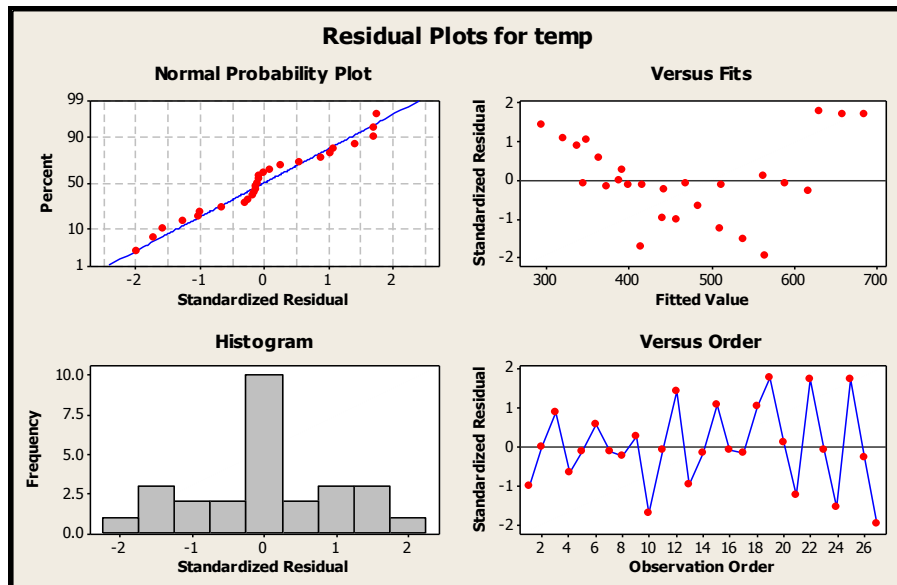 Residual Plots for temp
Normal Probability Plot
Percent
99
90
50
10
1
-2 -1 0 1 2
Standardized Residual
Versus Fits
Standardized Residual
2
1
0
-1
-2
300 400 500 600 700
Fitted Value
Histogram
Frequency
10.0
7.5
5.0
2.5
0.0
-2 -1 0 1 2
Standardized Residual
Versus Order
Standardized Residual
2
1
0
-1
-2
2 4 6 8 10 12 14 16 18 20 22 24 26
Observation Order